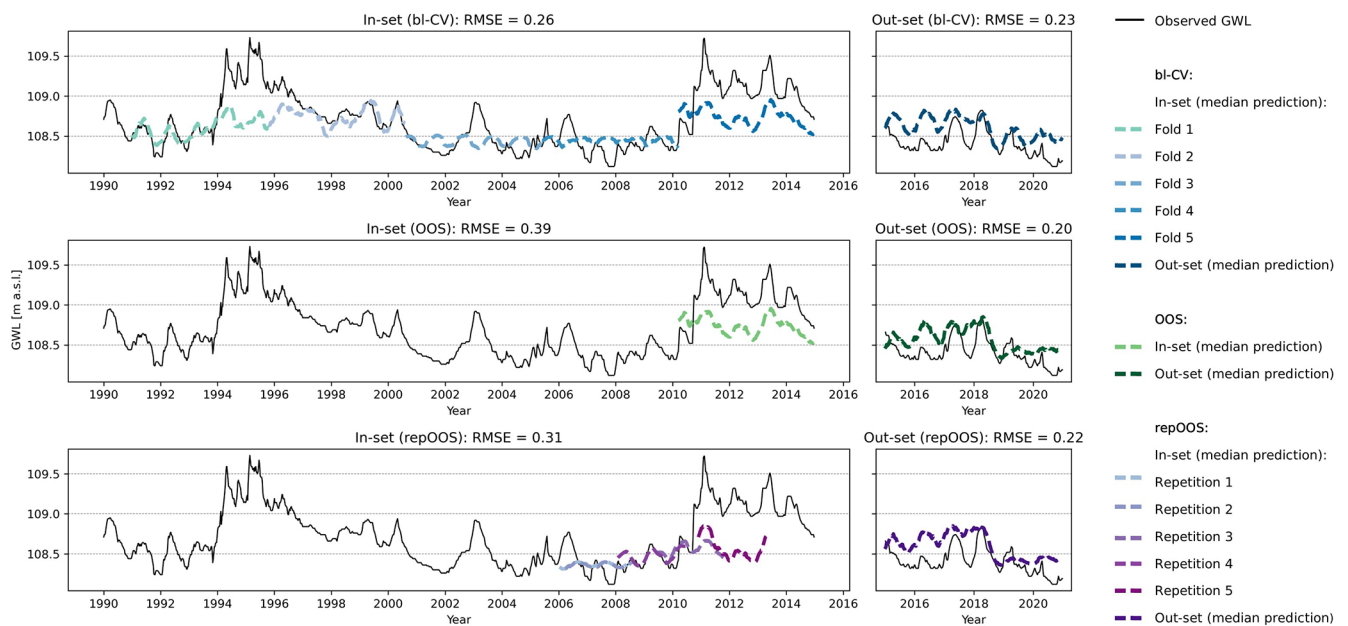 In-set (bl-CV): RMSE = 0.26
Out-set (bl-CV): RMSE = 0.23
109.5
109.0
108.5
1990 1992 1994 1996 1998 2000 2002 2004 2006 2008 2010 2012 2014 2016
Year
2016 2018 2020
Year
In-set (OOS): RMSE = 0.39
Out-set (OOS): RMSE = 0.20
GWL [m a.s.l.]
109.5
109.0
108.5
1990 1992 1994 1996 1998 2000 2002 2004 2006 2008 2010 2012 2014 2016
Year
2016 2018 2020
Year
In-set (repOOS): RMSE = 0.31
Out-set (repOOS): RMSE = 0.22
109.5
109.0
108.5
1990 1992 1994 1996 1998 2000 2002 2004 2006 2008 2010 2012 2014 2016
Year
2016 2018 2020
Year
Observed GWL
bl-CV:
In-set (median prediction):
Fold 1
Fold 2
Fold 3
Fold 4
Fold 5
Out-set (median prediction)
OOS:
In-set (median prediction)
Out-set (median prediction)
repOOS:
In-set (median prediction):
Repetition 1
Repetition 2
Repetition 3
Repetition 4
Repetition 5
Out-set (median prediction)